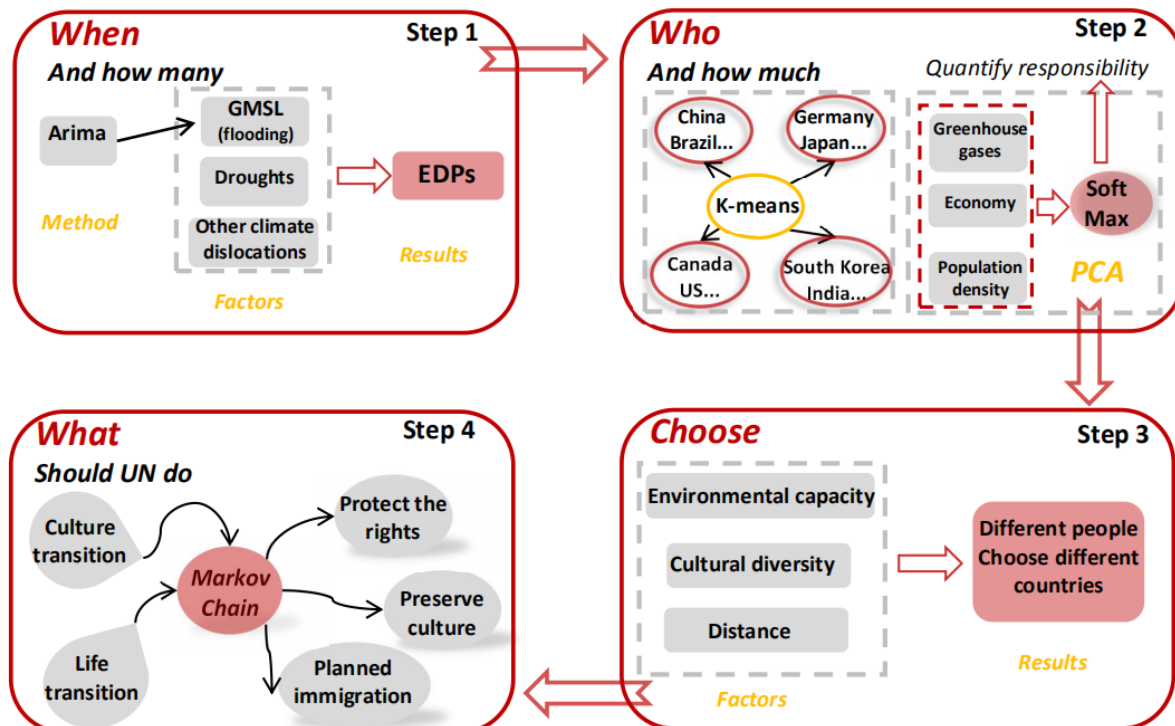 When
Step 1
And how many
Arima
GMSL
(flooding)
Droughts
Other climate
dislocations
EDPs
Method
Factors
Results
Who
Step 2
And how much
Quantify responsibility
China
Brazil...
Germany
Japan...
K-means
Canada
US...
South Korea
India...
Greenhouse
gases
Economy
Population
density
Soft
Max
PCA
Choose
Step 3
Environmental capacity
Cultural diversity
Distance
Factors
Different people
Choose different
countries
Results
What
Step 4
Should UN do
Culture
transition
Life
transition
Markov
Chain
Protect the
rights
Preserve
culture
Planned
immigration